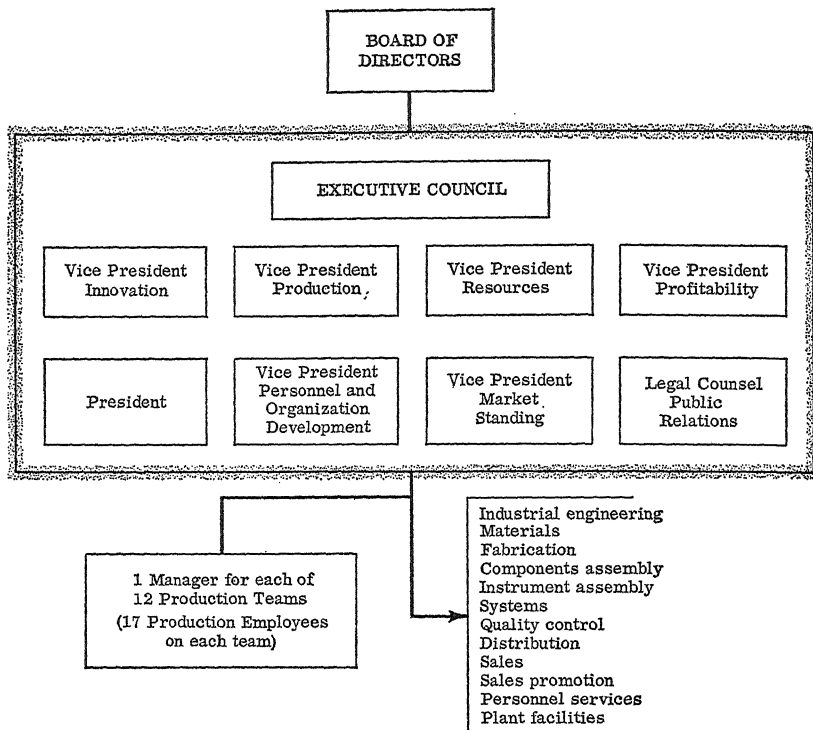 BOARD OF
DIRECTORS
EXECUTIVE COUNCIL
Vice President
Innovation
Vice President
Production
Vice President
Resources
Vice President
Profitability
President
Vice President
Personnel and
Organization
Development
Vice President
Market
Standing
Legal Counsel
Public
Relations
1 Manager for each of
12 Production Teams
(17 Production Employees
on each team)
Industrial engineering
Materials
Fabrication
Components assembly
Instrument assembly
Systems
Quality control
Distribution
Sales
Sales promotion
Personnel services
Plant facilities